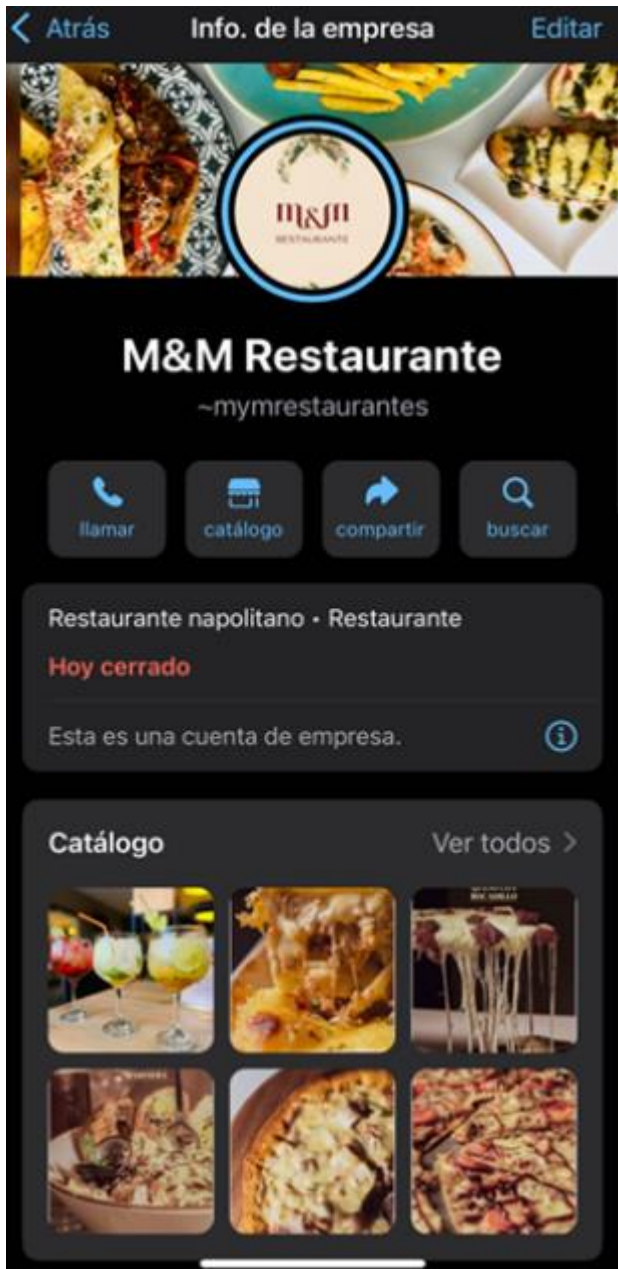 Atrás Info. de la empresa Editar
M&M
RESTAURANTE
M&M Restaurante
~mymrestaurantes
llamar catálogo compartir buscar
Restaurante napolitano • Restaurante
Hoy cerrado
Esta es una cuenta de empresa.
Catálogo Ver todos >
BOCADILLO